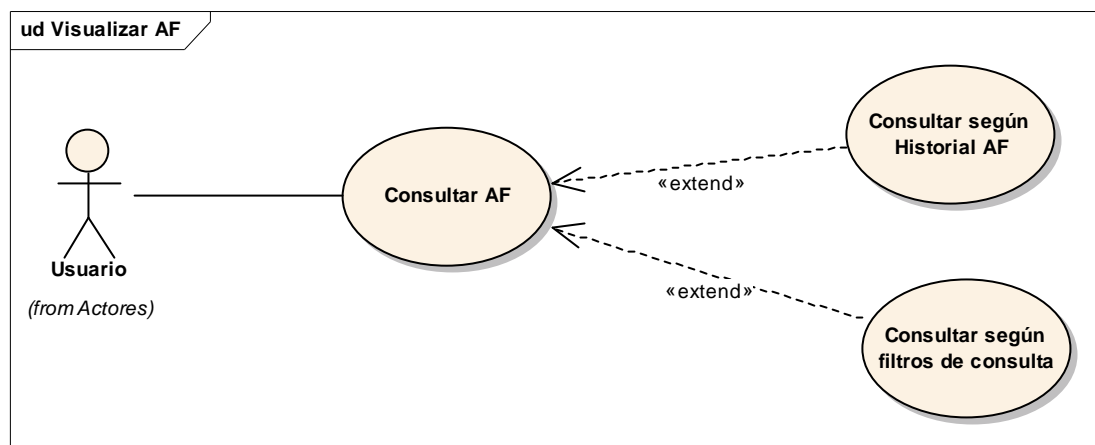 ud Visualizar AF
Usuario
(from Actores)
Consultar AF
«extend»
Consultar según
Historial AF
«extend»
Consultar según
filtros de consulta